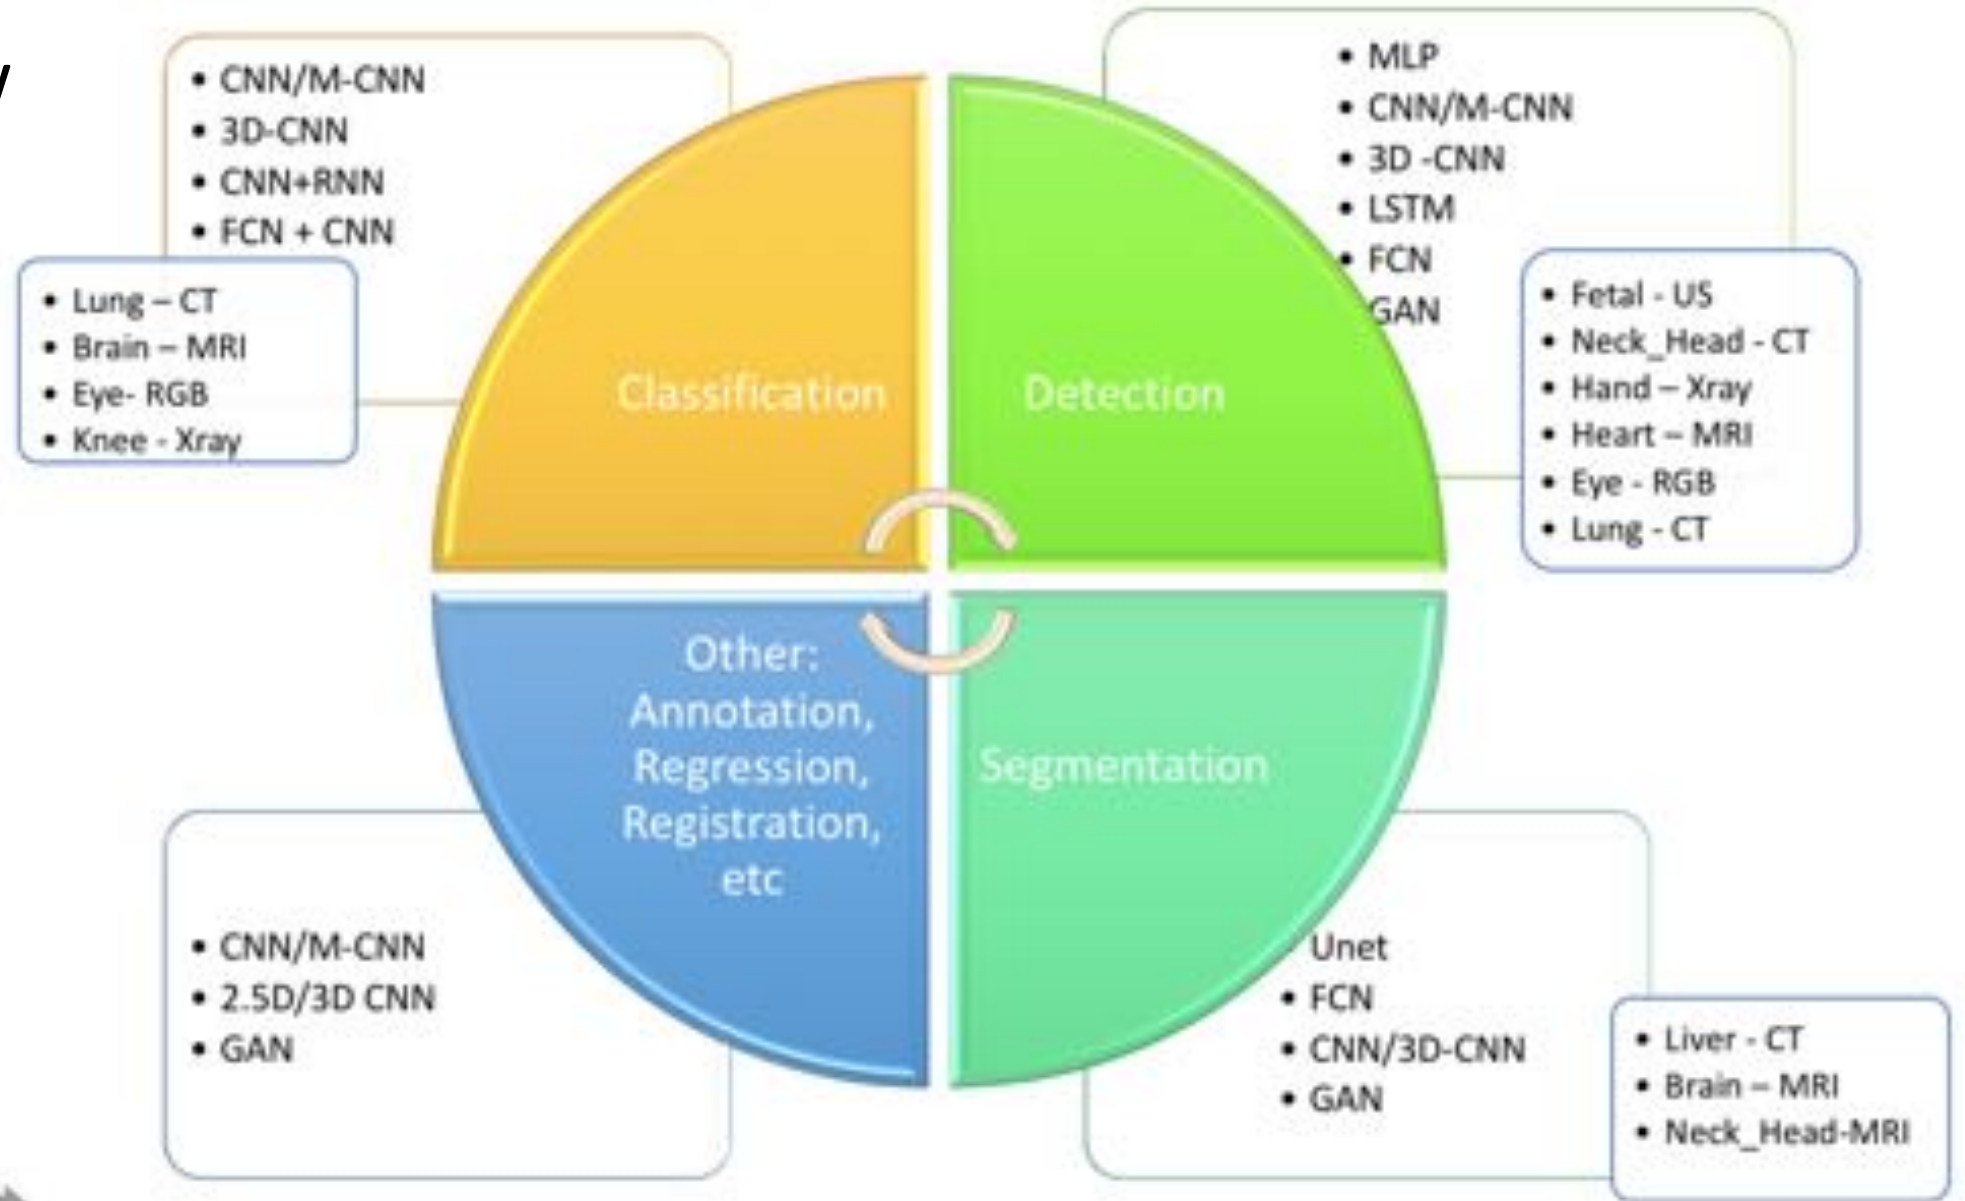 • CNN/M-CNN
• 3D-CNN
• CNN+RNN
• FCN + CNN
• Lung – CT
• Brain – MRI
• Eye- RGB
• Knee - Xray
Classification
• MLP
• CNN/M-CNN
• 3D -CNN
• LSTM
• FCN
GAN
• Fetal - US
• Neck_Head - CT
• Hand – Xray
• Heart – MRI
• Eye - RGB
• Lung - CT
Detection
Other:
Annotation,
Regression,
Registration,
etc
• CNN/M-CNN
• 2.5D/3D CNN
• GAN
Segmentation
Unet
• FCN
• CNN/3D-CNN
• GAN
• Liver - CT
• Brain – MRI
• Neck_Head-MRI